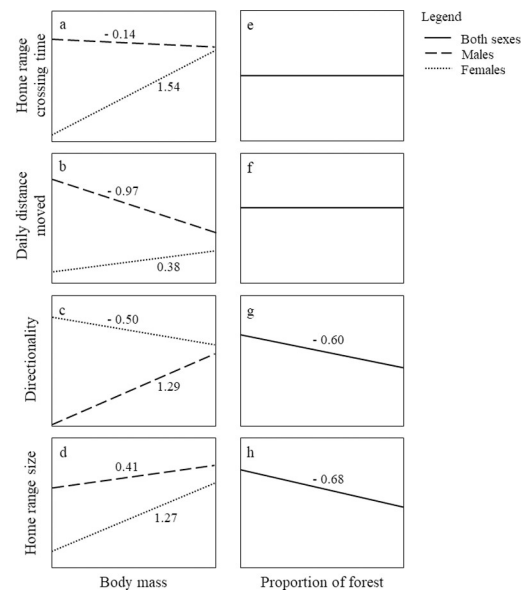 Legend
Both sexes
Males
Females
a
- 0.14
1.54
Home range
crossing time
e
b
- 0.97
0.38
Daily distance
moved
f
c
- 0.50
1.29
Directionality
g
- 0.60
d
0.41
1.27
Home range size
h
- 0.68
Body mass
Proportion of forest